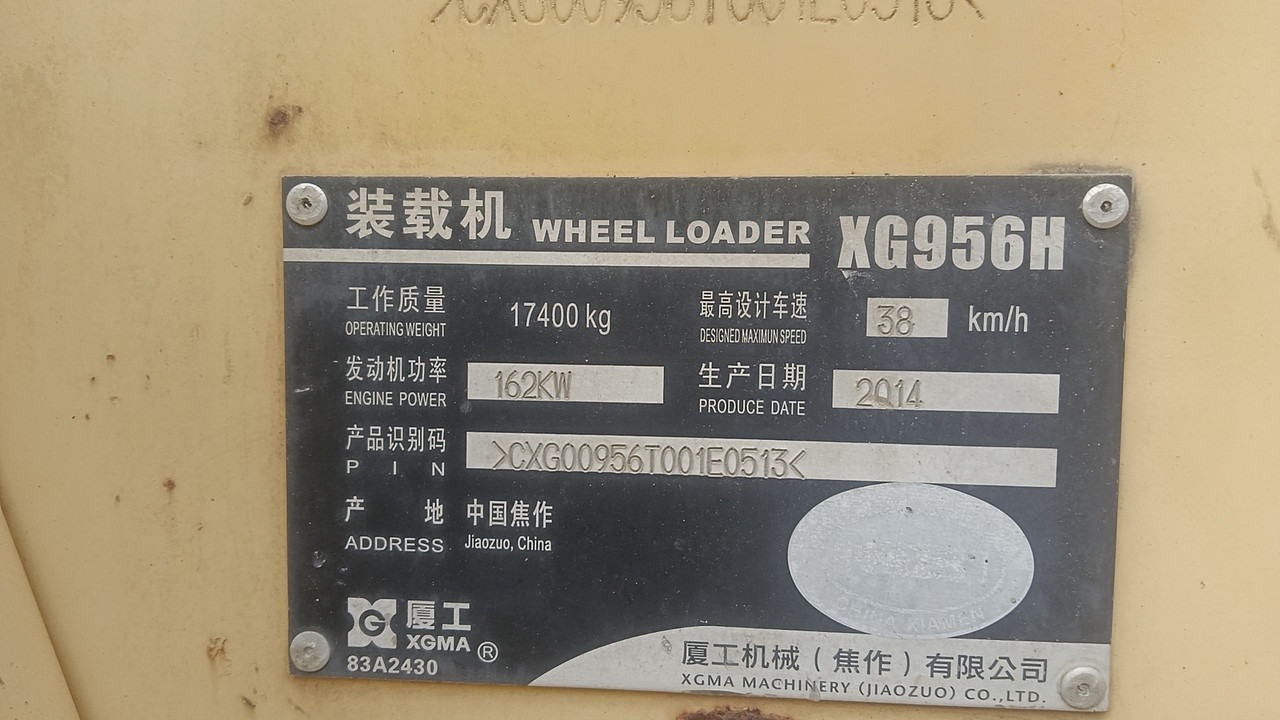 >CXG00956T001E0513<
装载机 WHEEL LOADER XG956H
工作质量 17400 kg 最高设计车速 38 km/h
OPERATING WEIGHT DESIGNED MAXIMUN SPEED
发动机功率 162KW 生产日期 2014
ENGINE POWER PRODUCE DATE
产品识别码 >CXG00956T001E0513<
PIN
产地 中国焦作
ADDRESS Jiaozuo, China
XIAMEN
厦工
XGMA ®
83A2430
厦工机械(焦作)有限公司
XGMA MACHINERY (JIAOZUO) CO.,LTD.